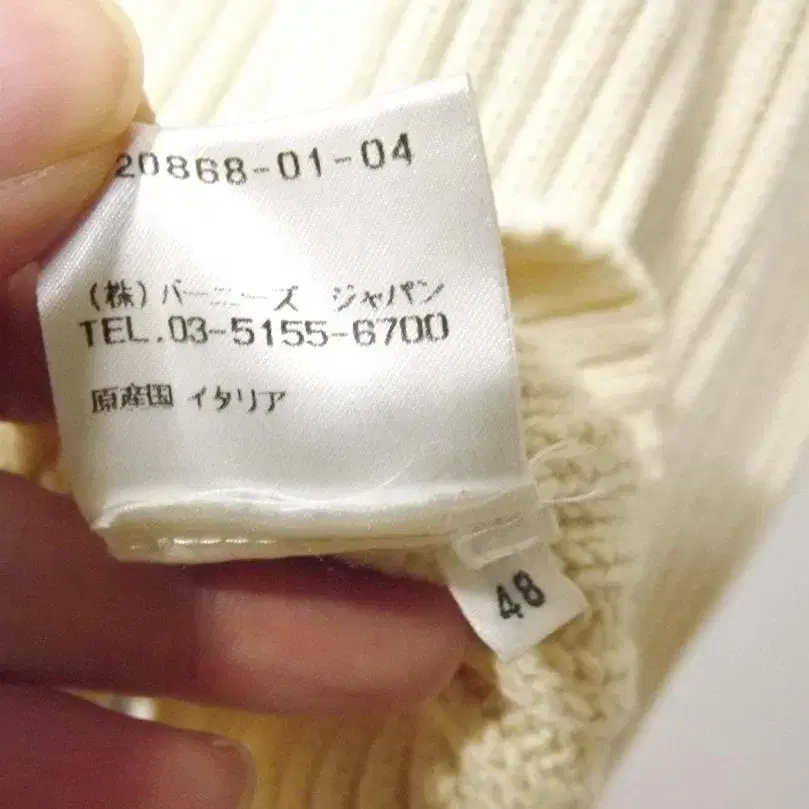 20868-01-04
(株)バーニーズ ジャパン
TEL.03-5155-6700
原産国 イタリア
48